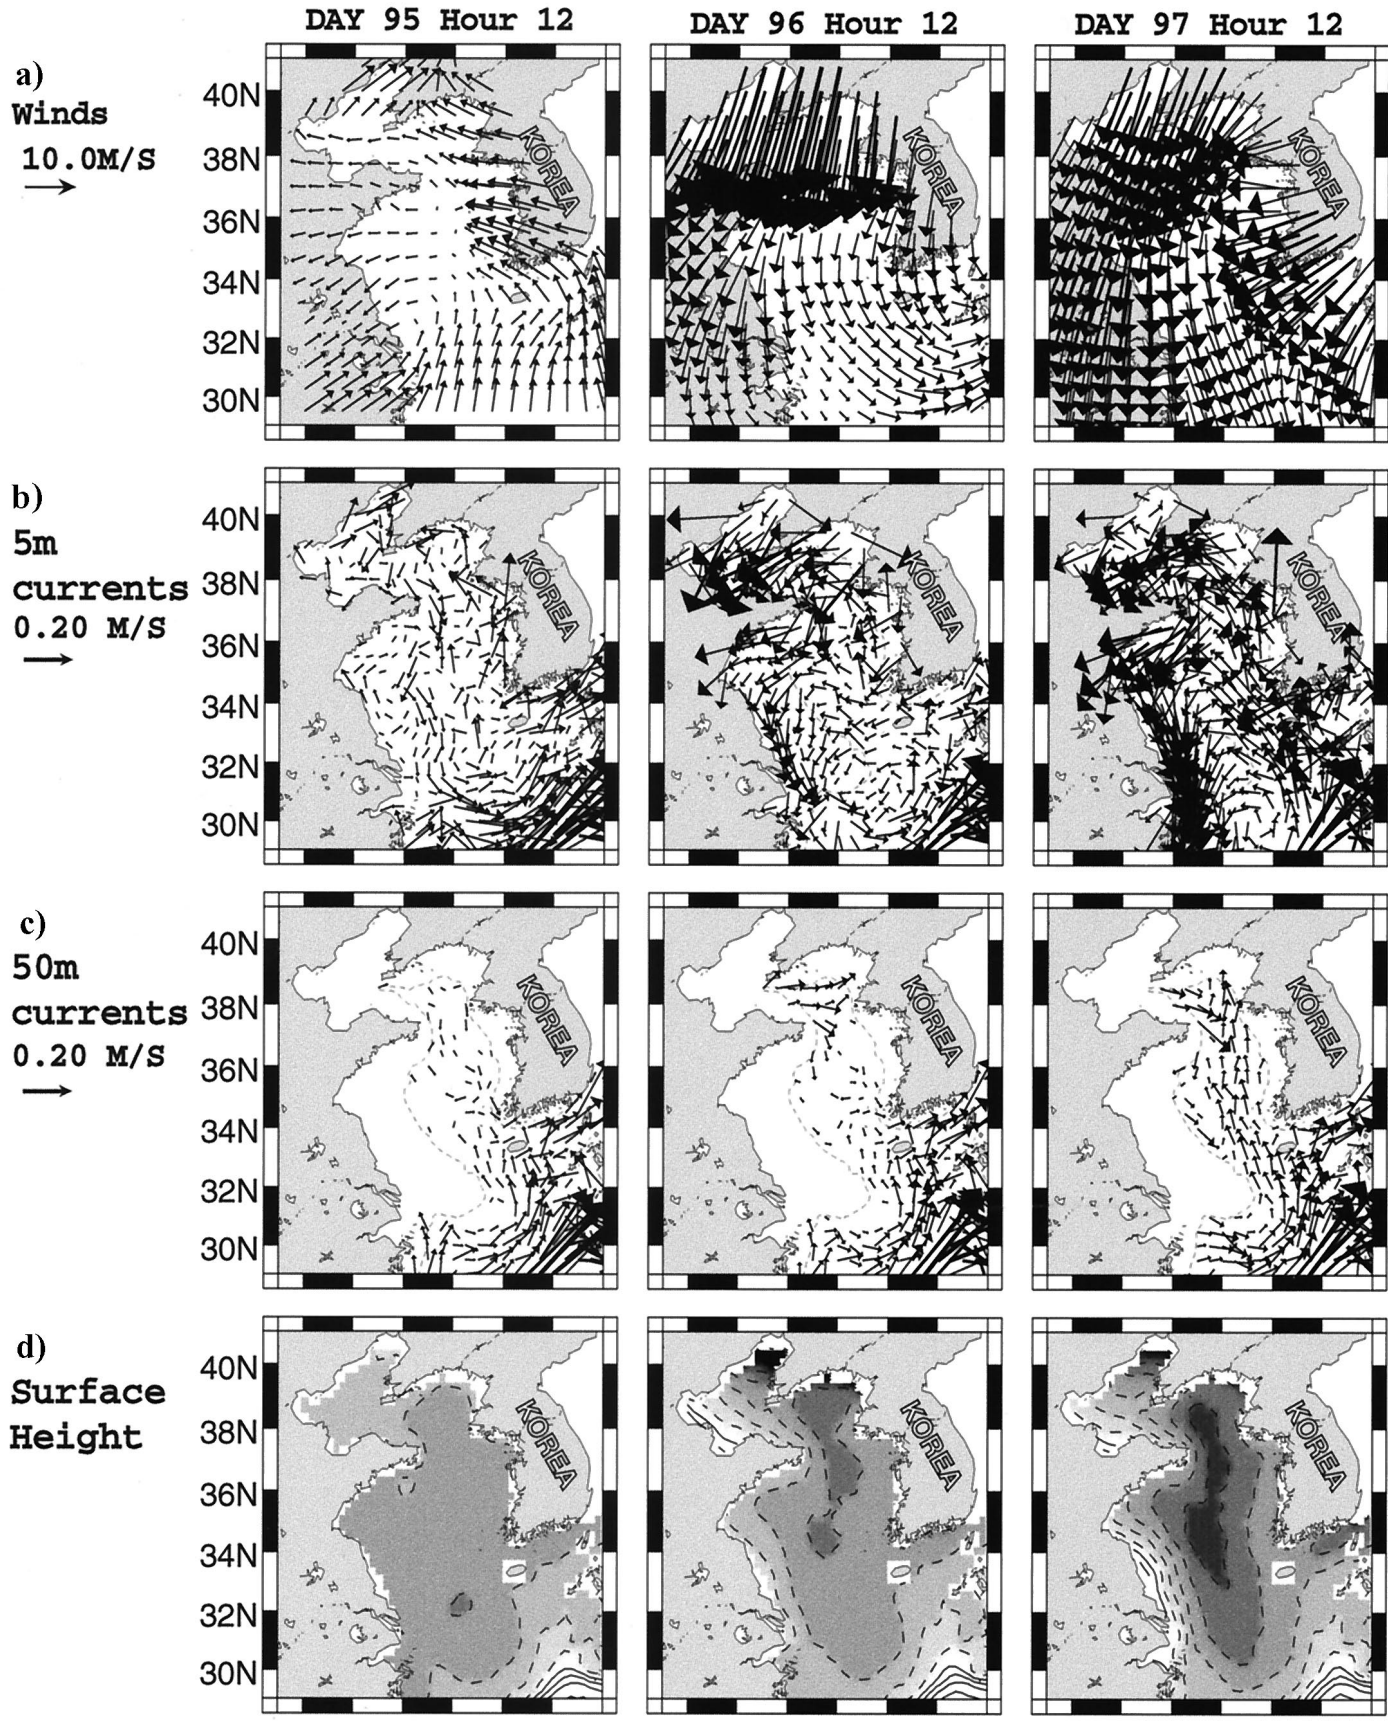 DAY 95 Hour 12 DAY 96 Hour 12 DAY 97 Hour 12
a)
Winds
10.0M/S
40N
38N
36N
34N
32N
30N
KOREA
KOREA
KOREA
b)
5m
currents
0.20 M/S
40N
38N
36N
34N
32N
30N
KOREA
KOREA
KOREA
c)
50m
currents
0.20 M/S
40N
38N
36N
34N
32N
30N
KOREA
KOREA
KOREA
d)
Surface
Height
40N
38N
36N
34N
32N
30N
KOREA
KOREA
KOREA